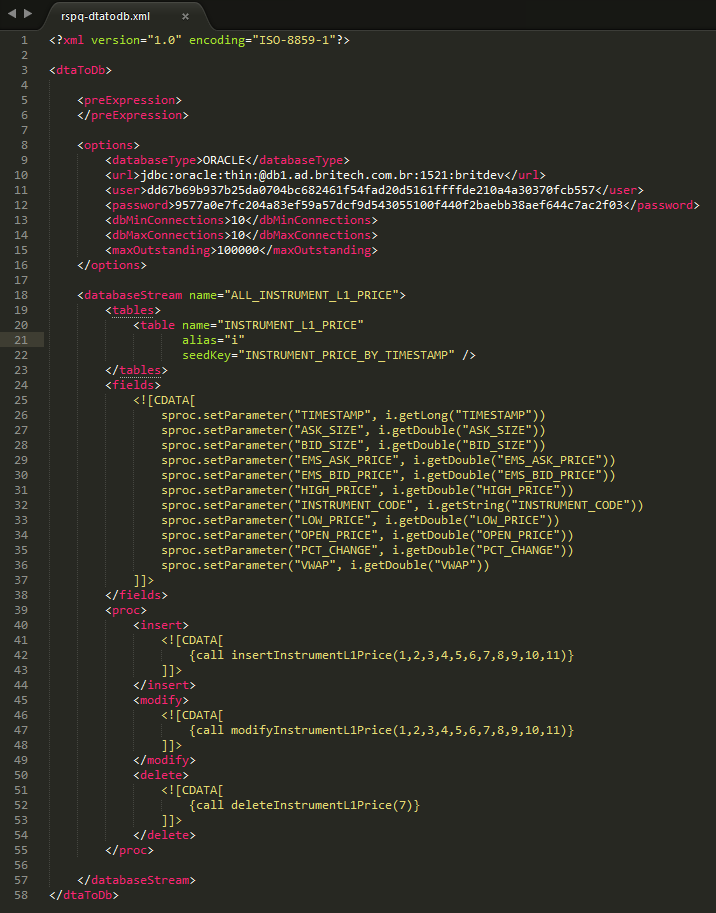 rspq-dtatodb.xml ×
1 <?xml version="1.0" encoding="ISO-8859-1"?>
2
3 <dtaToDb>
4
5 <preExpression>
6 </preExpression>
7
8 <options>
9 <databaseType>ORACLE</databaseType>
10 <url>jdbc:oracle:thin:@db1.ad.britech.com.br:1521:britdev</url>
11 <user>dd67b69b937b25da0704bc682461f54fad20d5161ffffde210a4a30370fcb557</user>
12 <password>9577a0e7fc204a83ef59a57dcf9d543055100f440f2baebb38aef644c7ac2f03</password>
13 <dbMinConnections>10</dbMinConnections>
14 <dbMaxConnections>10</dbMaxConnections>
15 <maxOutstanding>100000</maxOutstanding>
16 </options>
17
18 <databaseStream name="ALL_INSTRUMENT_L1_PRICE">
19 <tables>
20 <table name="INSTRUMENT_L1_PRICE"
21 alias="i"
22 seedKey="INSTRUMENT_PRICE_BY_TIMESTAMP" />
23 </tables>
24 <fields>
25 <![CDATA[
26 sproc.setParameter("TIMESTAMP", i.getLong("TIMESTAMP"))
27 sproc.setParameter("ASK_SIZE", i.getDouble("ASK_SIZE"))
28 sproc.setParameter("BID_SIZE", i.getDouble("BID_SIZE"))
29 sproc.setParameter("EMS_ASK_PRICE", i.getDouble("EMS_ASK_PRICE"))
30 sproc.setParameter("EMS_BID_PRICE", i.getDouble("EMS_BID_PRICE"))
31 sproc.setParameter("HIGH_PRICE", i.getDouble("HIGH_PRICE"))
32 sproc.setParameter("INSTRUMENT_CODE", i.getString("INSTRUMENT_CODE"))
33 sproc.setParameter("LOW_PRICE", i.getDouble("LOW_PRICE"))
34 sproc.setParameter("OPEN_PRICE", i.getDouble("OPEN_PRICE"))
35 sproc.setParameter("PCT_CHANGE", i.getDouble("PCT_CHANGE"))
36 sproc.setParameter("VWAP", i.getDouble("VWAP"))
37 ]]>
38 </fields>
39 <proc>
40 <insert>
41 <![CDATA[
42 {call insertInstrumentL1Price(1,2,3,4,5,6,7,8,9,10,11)}
43 ]]>
44 </insert>
45 <modify>
46 <![CDATA[
47 {call modifyInstrumentL1Price(1,2,3,4,5,6,7,8,9,10,11)}
48 ]]>
49 </modify>
50 <delete>
51 <![CDATA[
52 {call deleteInstrumentL1Price(7)}
53 ]]>
54 </delete>
55 </proc>
56
57 </databaseStream>
58 </dtaToDb>